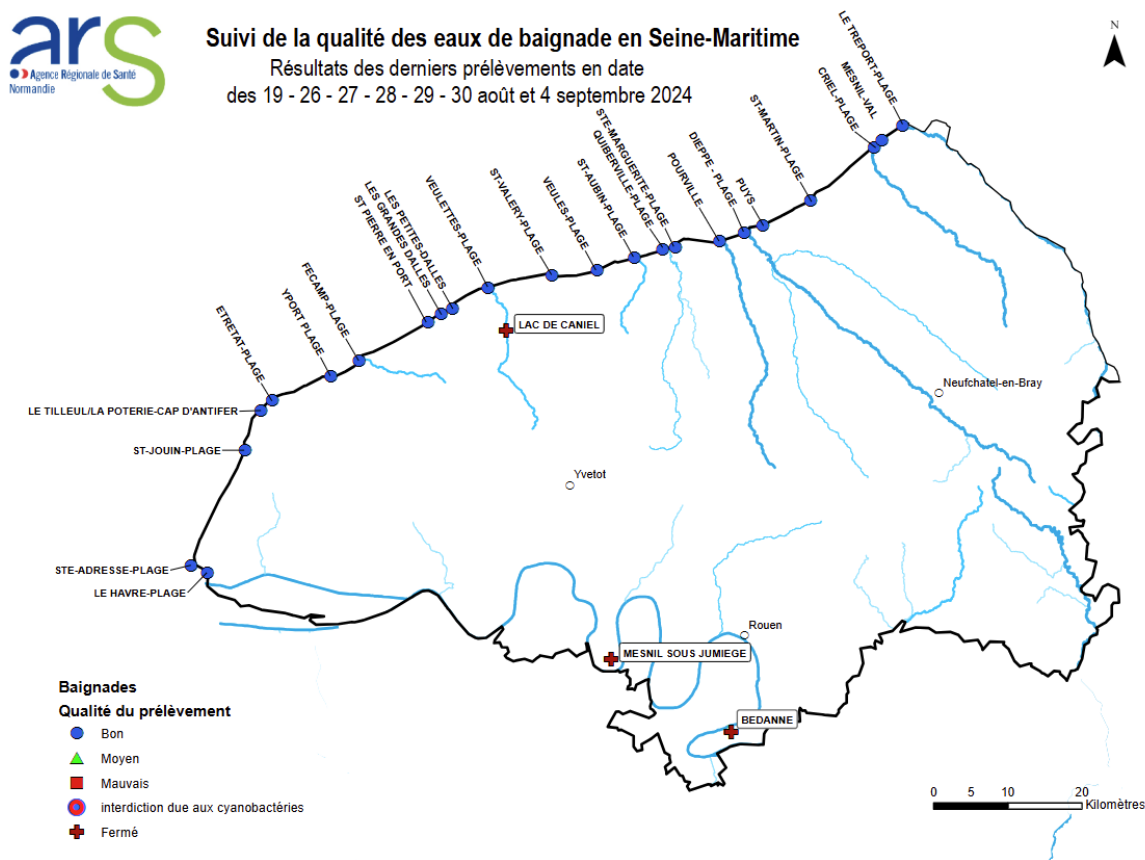 ars
Agence Régionale de Santé
Normandie
Suivi de la qualité des eaux de baignade en Seine-Maritime
Résultats des derniers prélèvements en date
des 19 - 26 - 27 - 28 - 29 - 30 août et 4 septembre 2024
N
LE TREPORT-PLAGE
MESNIL-VAL
CRIEL-PLAGE
ST-MARTIN-PLAGE
PUYS
DIEPPE - PLAGE
POURVILLE
STE-MARGUERITE-PLAGE
QUIBERVILLE-PLAGE
ST-AUBIN-PLAGE
VEULES-PLAGE
ST-VALERY-PLAGE
VEULETTES-PLAGE
LES PETITES-DALLES
LES GRANDES DALLES
ST PIERRE EN PORT
FECAMP-PLAGE
YPORT PLAGE
ETRETAT-PLAGE
LE TILLEUL/LA POTERIE-CAP D'ANTIFER
ST-JOUIN-PLAGE
STE-ADRESSE-PLAGE
LE HAVRE-PLAGE
LAC DE CANIEL
Neufchatel-en-Bray
Yvetot
Rouen
MESNIL SOUS JUMIEGE
BEDANNE
Baignades
Qualité du prélèvement
Bon
Moyen
Mauvais
interdiction due aux cyanobactéries
Fermé
0 5 10 20
Kilomètres